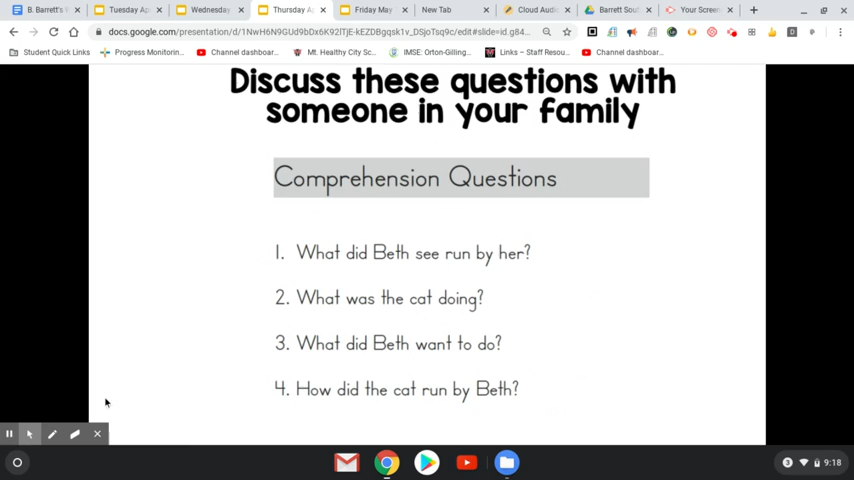 B. Barrett's
Tuesday Ap
Wednesday
Thursday A
Friday May
New Tab
Cloud Audi
Barrett Sou
Your Screen
docs.google.com/presentation/d/1NwH6N9GUd9bDx6K92lTjE-kEZDBgqsk1v_DSjoTsq9c/edit#slide=id.g84...
Student Quick Links
Progress Monitorin...
Channel dashboar...
Mt. Healthy City Sc...
IMSE: Orton-Gilling...
Links – Staff Resou...
Channel dashboar...
Discuss these questions with
someone in your family
Comprehension Questions
1. What did Beth see run by her?
2. What was the cat doing?
3. What did Beth want to do?
4. How did the cat run by Beth?
3
9:18